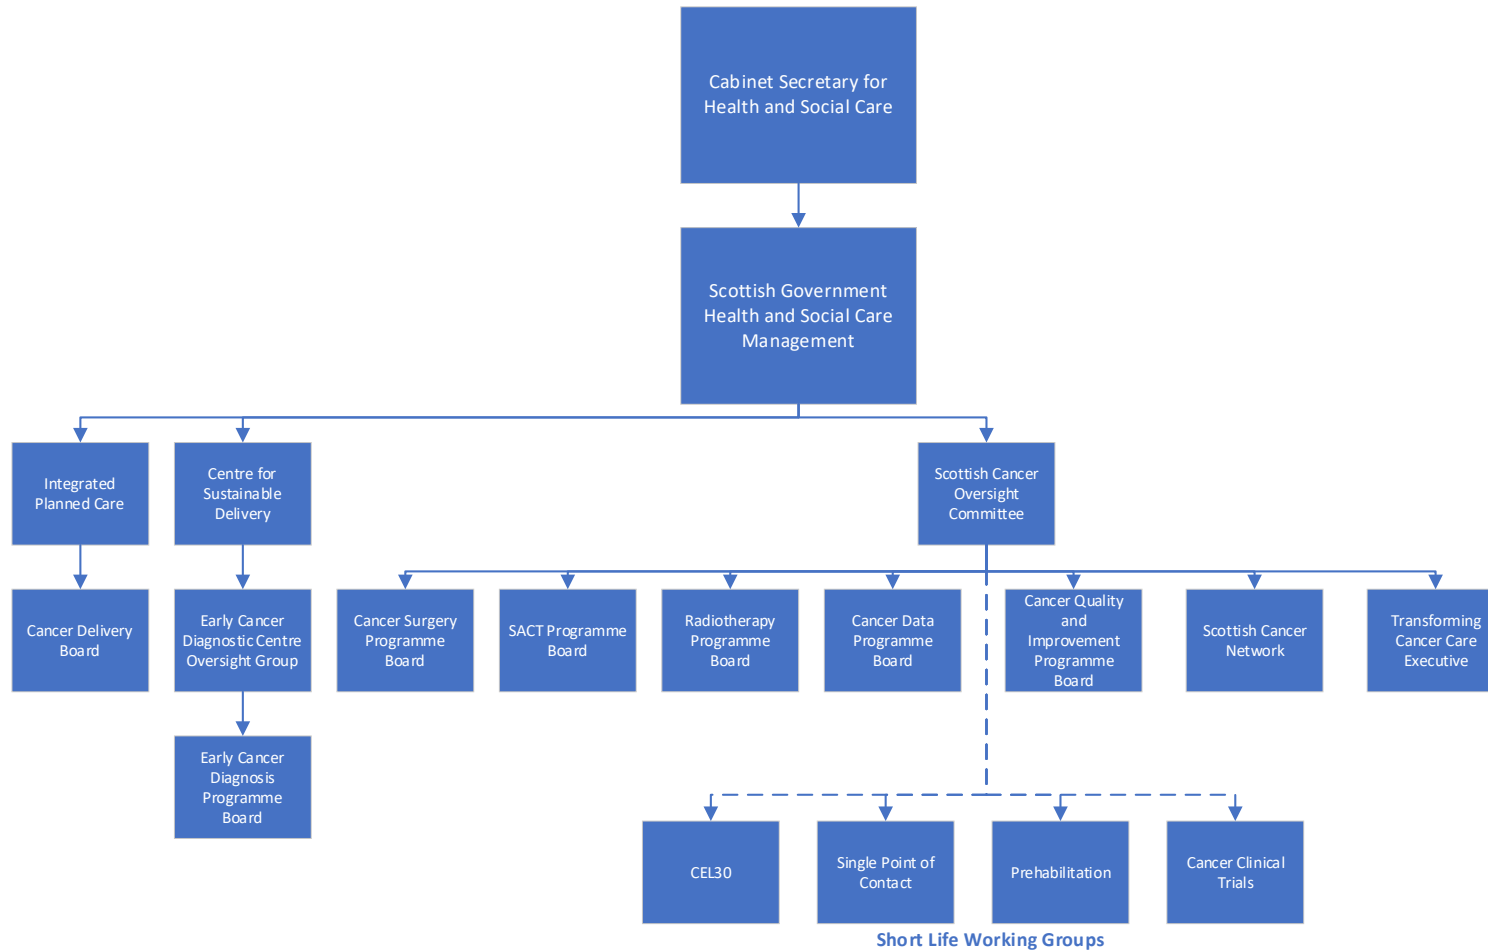 Cabinet Secretary for
Health and Social Care
Scottish Government
Health and Social Care
Management
Integrated
Planned Care
Centre for
Sustainable
Delivery
Scottish Cancer
Oversight
Committee
Cancer Delivery
Board
Early Cancer
Diagnostic Centre
Oversight Group
Cancer Surgery
Programme
Board
SACT Programme
Board
Radiotherapy
Programme
Board
Cancer Data
Programme
Board
Cancer Quality
and
Improvement
Programme
Board
Scottish Cancer
Network
Transforming
Cancer Care
Executive
Early Cancer
Diagnosis
Programme
Board
CEL30
Single Point of
Contact
Prehabilitation
Cancer Clinical
Trials
Short Life Working Groups